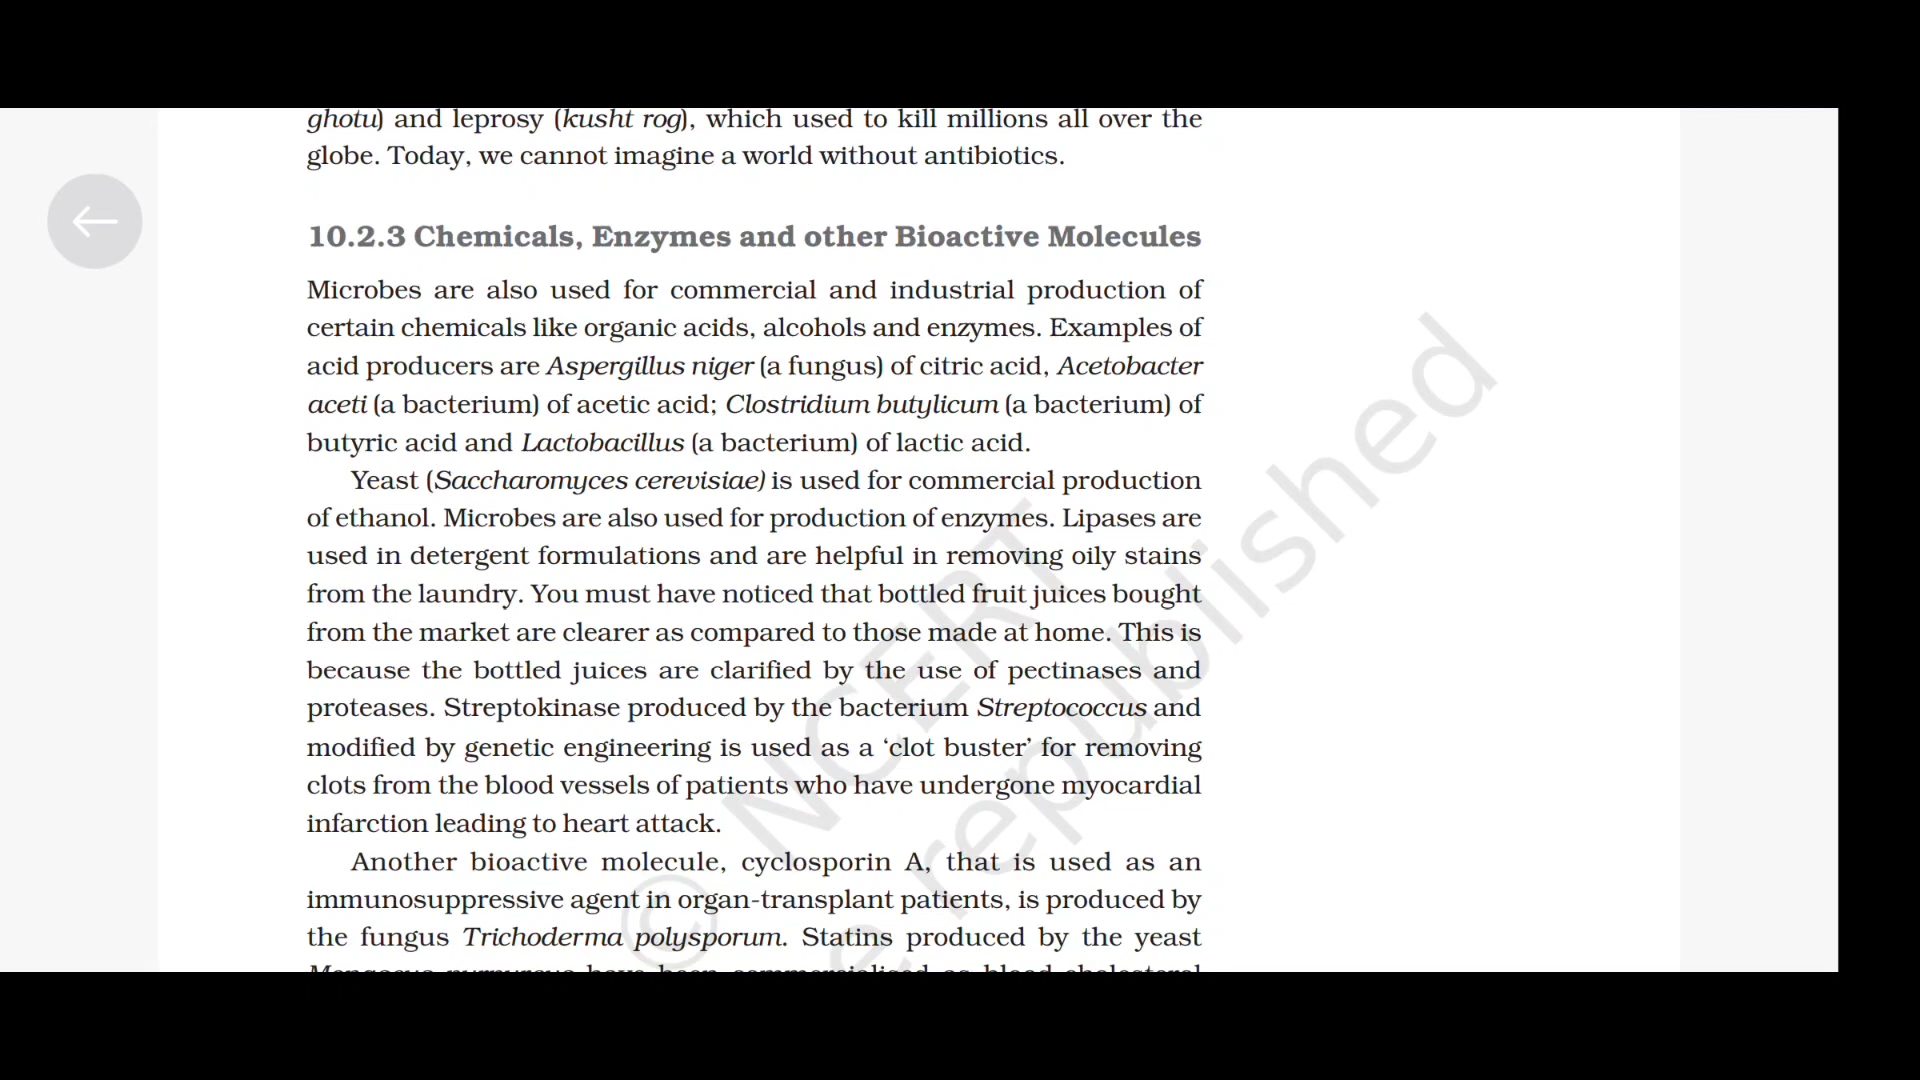 ghotu) and leprosy (kusht rog), which used to kill millions all over the
globe. Today, we cannot imagine a world without antibiotics.
10.2.3 Chemicals, Enzymes and other Bioactive Molecules
Microbes are also used for commercial and industrial production of
certain chemicals like organic acids, alcohols and enzymes. Examples of
acid producers are Aspergillus niger (a fungus) of citric acid, Acetobacter
aceti (a bacterium) of acetic acid; Clostridium butylicum (a bacterium) of
butyric acid and Lactobacillus (a bacterium) of lactic acid.
Yeast (Saccharomyces cerevisiae) is used for commercial production
of ethanol. Microbes are also used for production of enzymes. Lipases are
used in detergent formulations and are helpful in removing oily stains
from the laundry. You must have noticed that bottled fruit juices bought
from the market are clearer as compared to those made at home. This is
because the bottled juices are clarified by the use of pectinases and
proteases. Streptokinase produced by the bacterium Streptococcus and
modified by genetic engineering is used as a ‘clot buster’ for removing
clots from the blood vessels of patients who have undergone myocardial
infarction leading to heart attack.
Another bioactive molecule, cyclosporin A, that is used as an
immunosuppressive agent in organ-transplant patients, is produced by
the fungus Trichoderma polysporum. Statins produced by the yeast
© NCERT
e republished